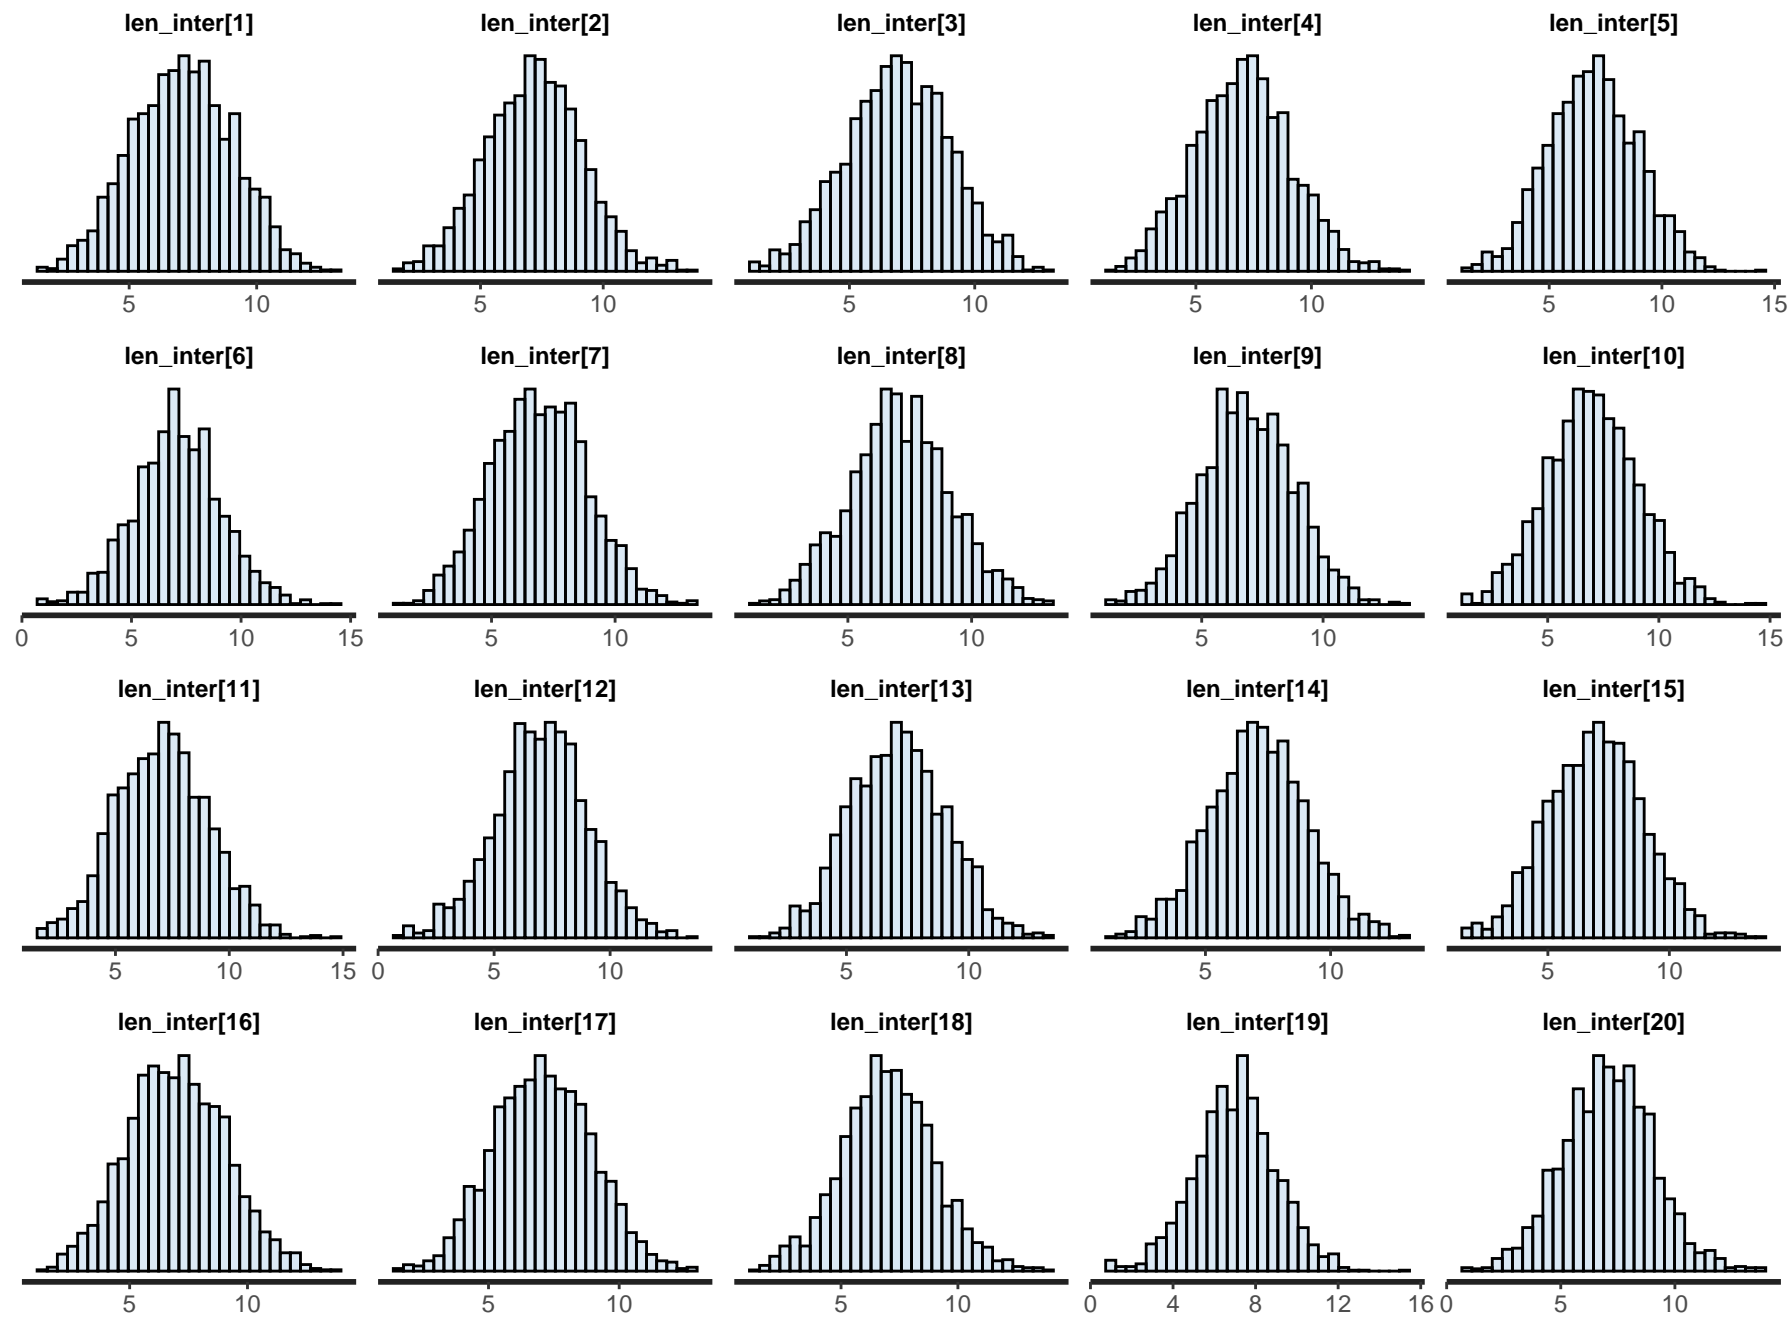 len_inter[1] len_inter[2] len_inter[3] len_inter[4] len_inter[5]
5 10 5 10 5 10 5 10 5 10 15
len_inter[6] len_inter[7] len_inter[8] len_inter[9] len_inter[10]
0 5 10 15 5 10 5 10 5 10 5 10 15
len_inter[11] len_inter[12] len_inter[13] len_inter[14] len_inter[15]
5 10 15 0 5 10 5 10 5 10 5 10
len_inter[16] len_inter[17] len_inter[18] len_inter[19] len_inter[20]
5 10 5 10 5 10 0 4 8 12 16 0 5 10